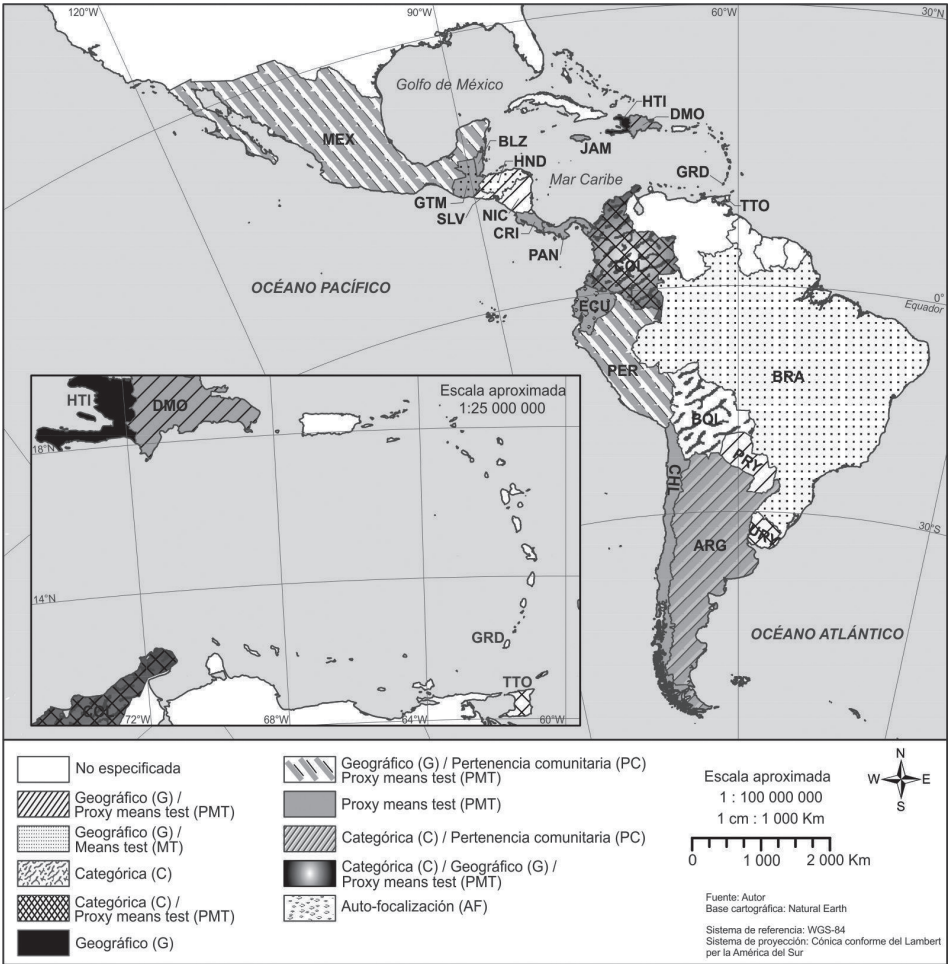 120°W
90°W
60°W
30°N
Golfo de México
HTI
DMO
MEX
BLZ
JAM
HND
Mar Caribe
GRD
GTM
SLV
NIC
TTO
CRI
PAN
COL
OCÉANO PACÍFICO
0°
Equador
ECU
PER
BRA
BOL
PRY
CHL
30°S
URY
ARG
OCÉANO ATLÁNTICO
HTI
DMO
Escala aproximada
1:25 000 000
18°N
14°N
GRD
TTO
72°W
68°W
64°W
60°W
No especificada
Geográfico (G) /
Proxy means test (PMT)
Geográfico (G) /
Means test (MT)
Categórica (C)
Categórica (C) /
Proxy means test (PMT)
Geográfico (G)
Geográfico (G) / Pertenencia comunitaria (PC)
Proxy means test (PMT)
Proxy means test (PMT)
Categórica (C) / Pertenencia comunitaria (PC)
Categórica (C) / Geográfico (G) /
Proxy means test (PMT)
Auto-focalización (AF)
Escala aproximada
1 : 100 000 000
1 cm : 1 000 Km
N
W
E
S
0 1 000 2 000 Km
Fuente: Autor
Base cartográfica: Natural Earth
Sistema de referencia: WGS-84
Sistema de proyección: Cónica conforme del Lambert
per la América del Sur